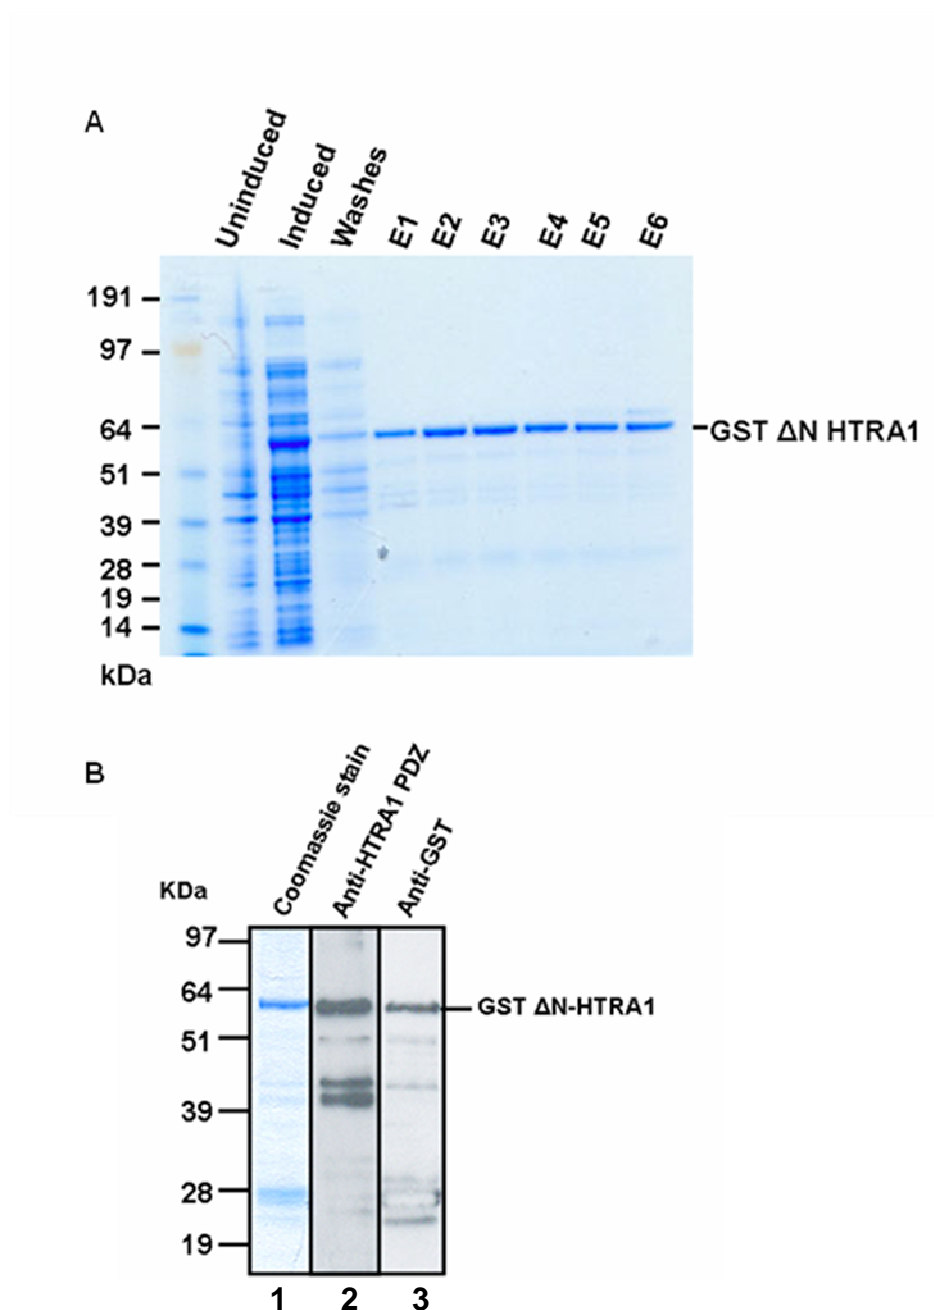 A
Uninduced
Induced
Washes
E1
E2
E3
E4
E5
E6
191
97
64
GST ΔN HTRA1
51
39
28
19
14
kDa
B
Coomassie stain
Anti-HTRA1 PDZ
Anti-GST
KDa
97
64
GST ΔN-HTRA1
51
39
28
19
1 2 3